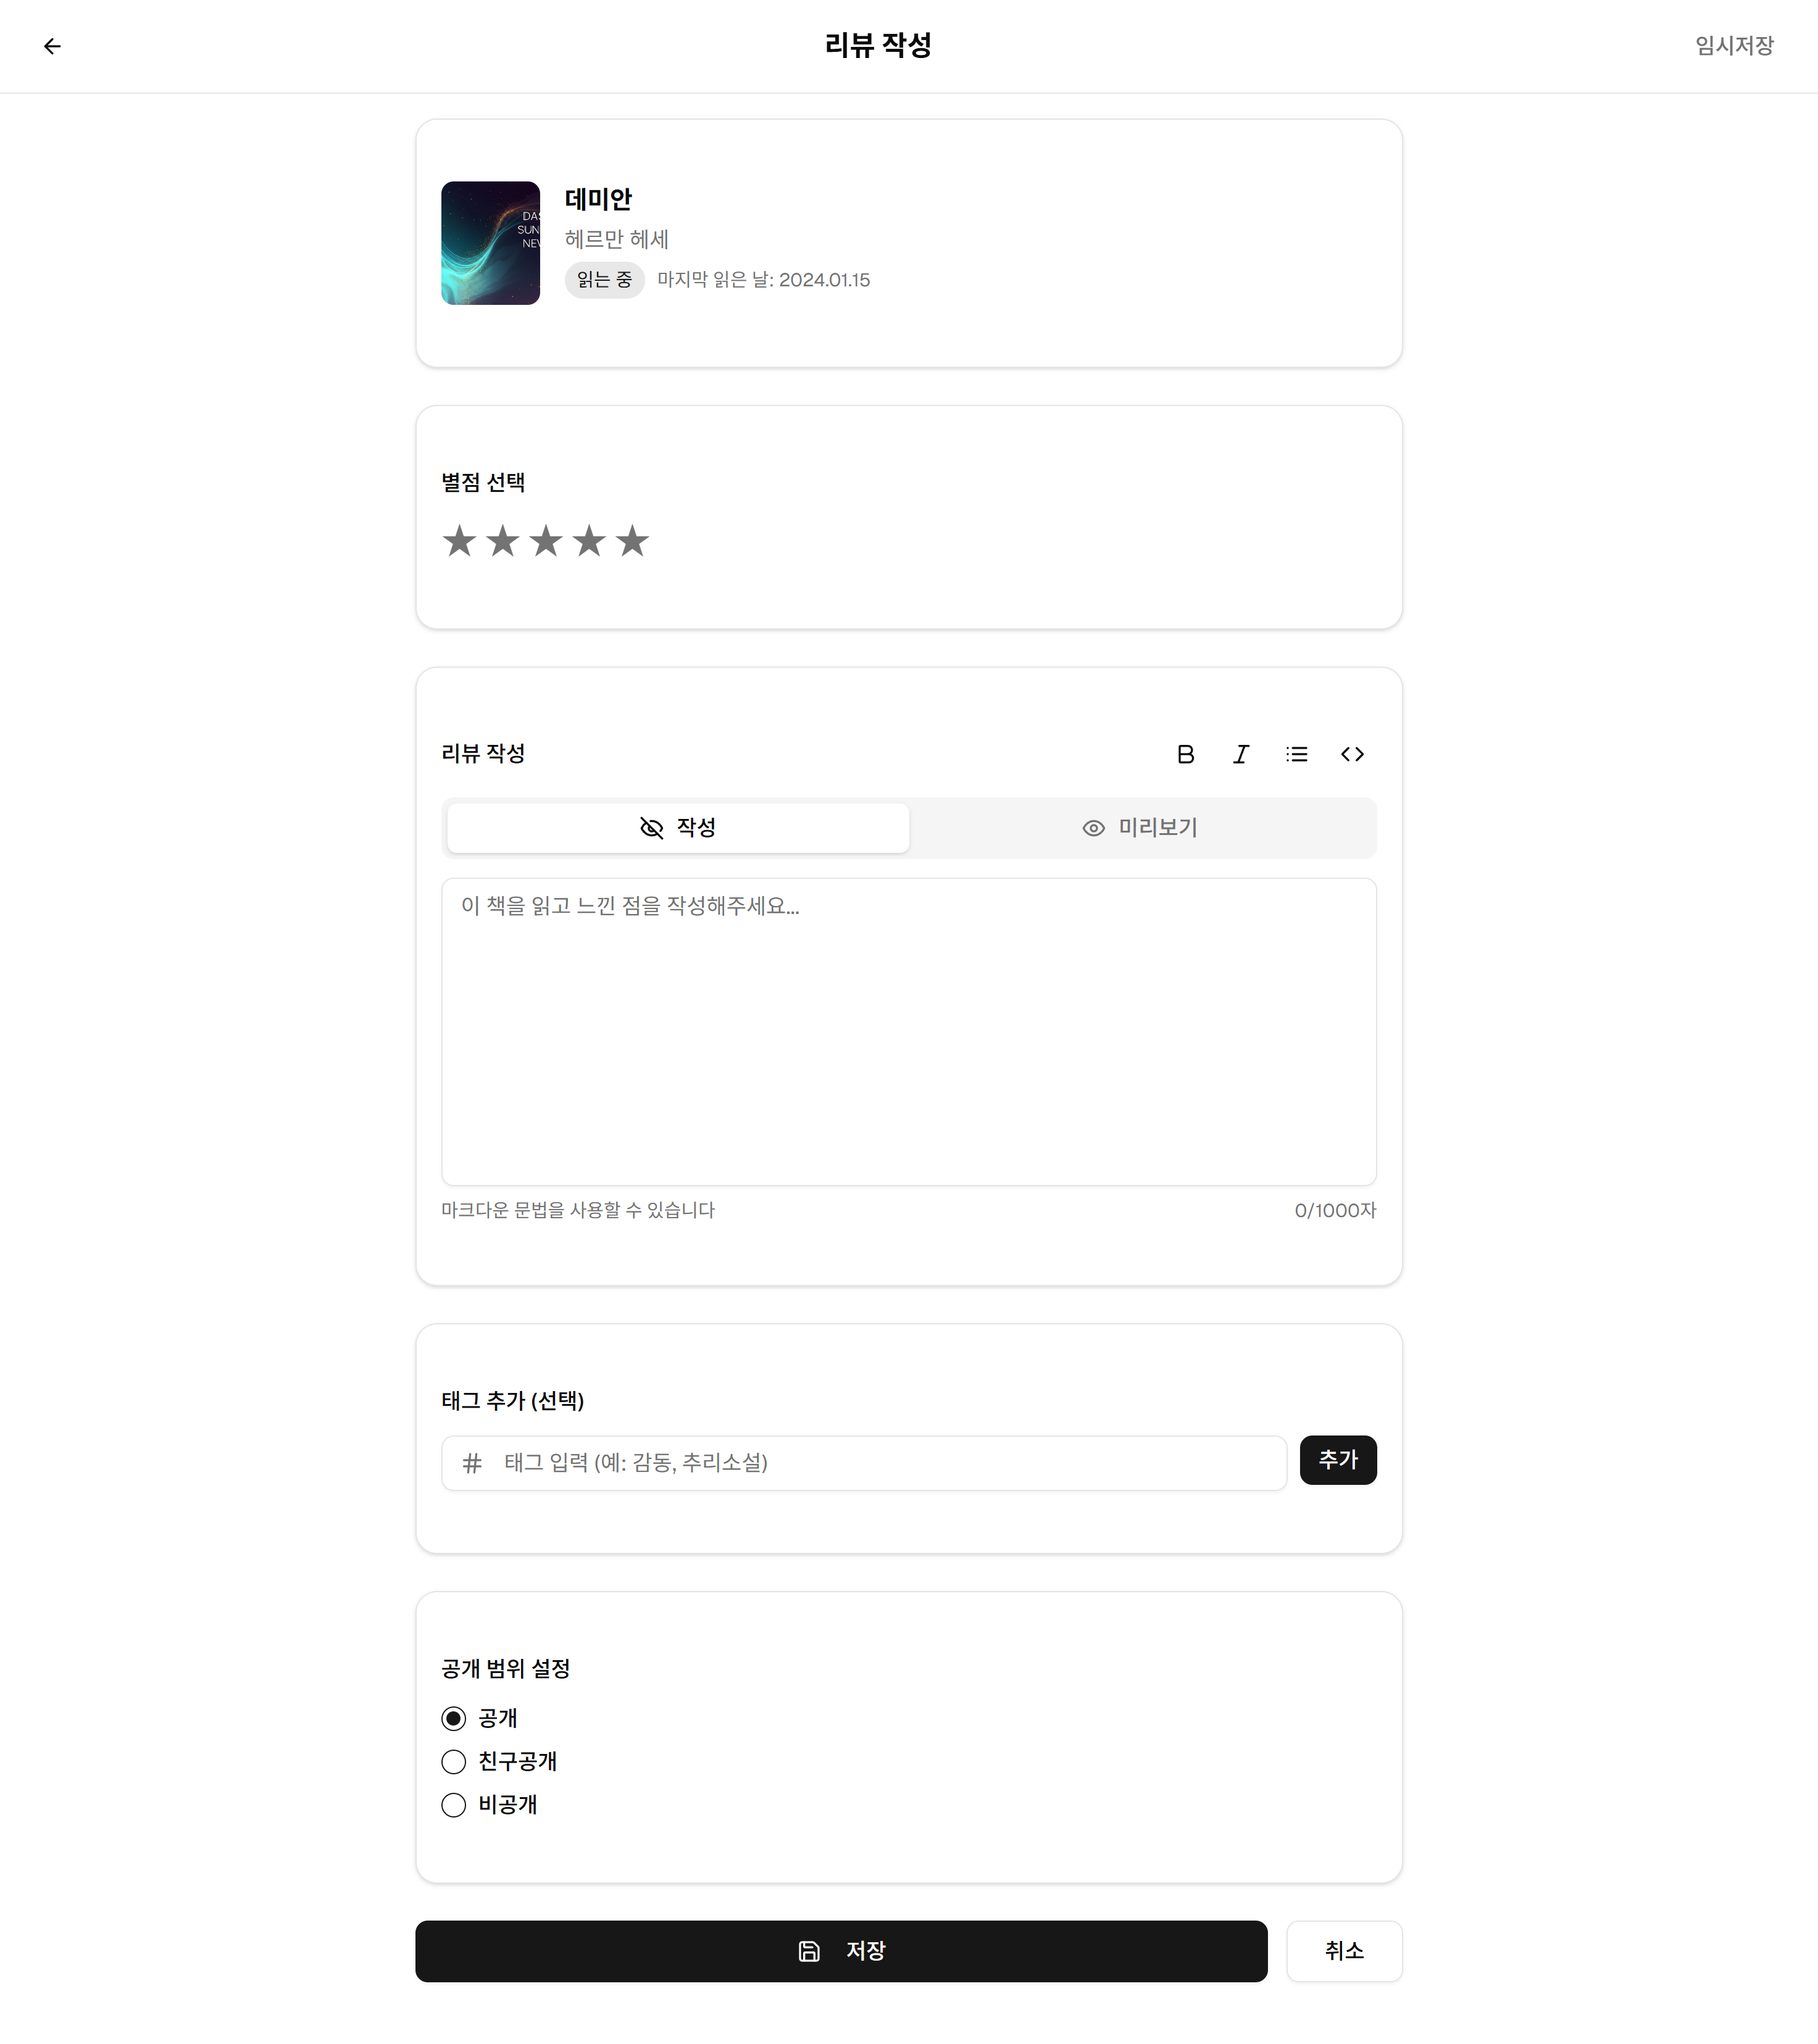 리뷰 작성
임시저장
DAS
SUN
NEV
데미안
헤르만 헤세
읽는 중
마지막 읽은 날: 2024.01.15
별점 선택
리뷰 작성
작성
미리보기
이 책을 읽고 느낀 점을 작성해주세요...
마크다운 문법을 사용할 수 있습니다
0/1000자
태그 추가 (선택)
# 태그 입력 (예: 감동, 추리소설)
추가
공개 범위 설정
공개
친구공개
비공개
저장
취소